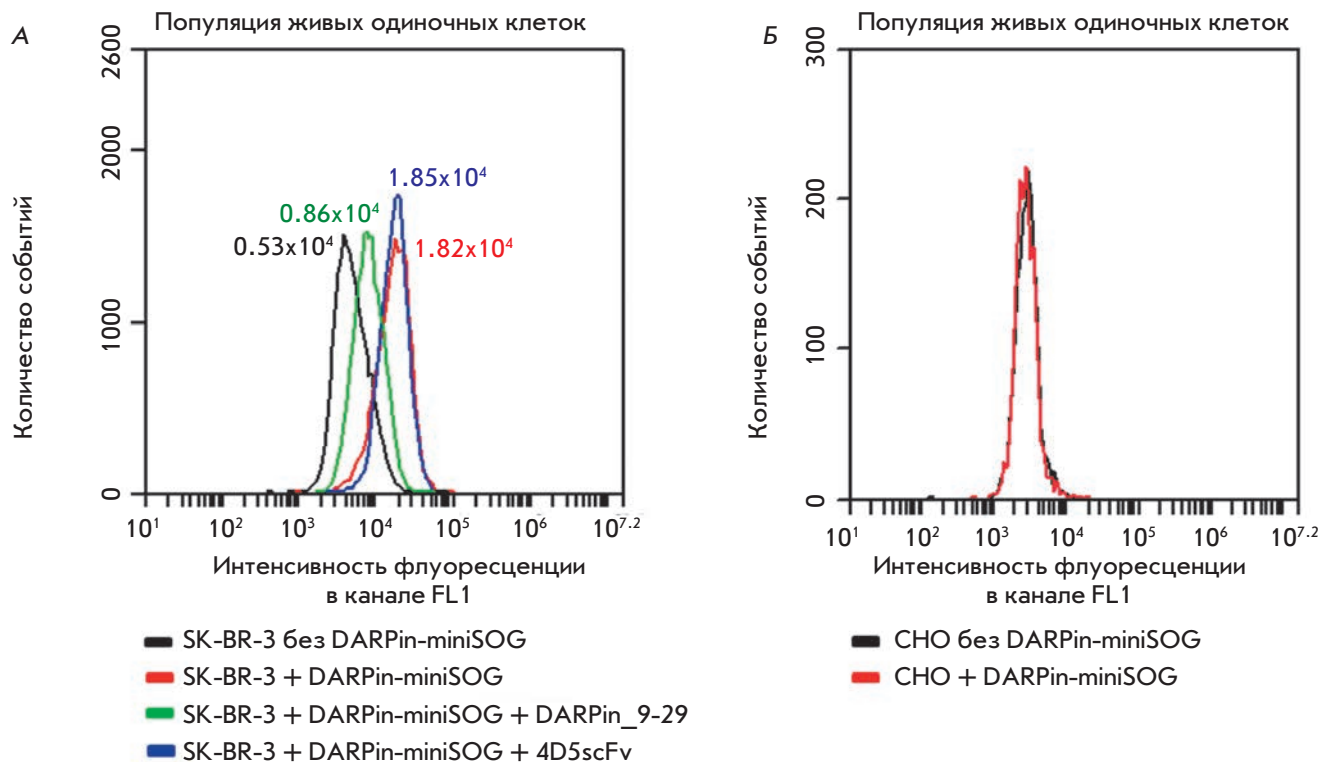 А
Популяция живых одиночных клеток
2600
2000
1000
0
Количество событий
0.53x10⁴
0.86x10⁴
1.85x10⁴
1.82x10⁴
10¹ 10² 10³ 10⁴ 10⁵ 10⁶ 10⁷·²
Интенсивность флуоресценции
в канале FL1
SK-BR-3 без DARPin-miniSOG
SK-BR-3 + DARPin-miniSOG
SK-BR-3 + DARPin-miniSOG + DARPin_9-29
SK-BR-3 + DARPin-miniSOG + 4D5scFv
Б
Популяция живых одиночных клеток
300
200
100
0
Количество событий
10¹ 10² 10³ 10⁴ 10⁵ 10⁶ 10⁷·²
Интенсивность флуоресценции
в канале FL1
CHO без DARPin-miniSOG
CHO + DARPin-miniSOG